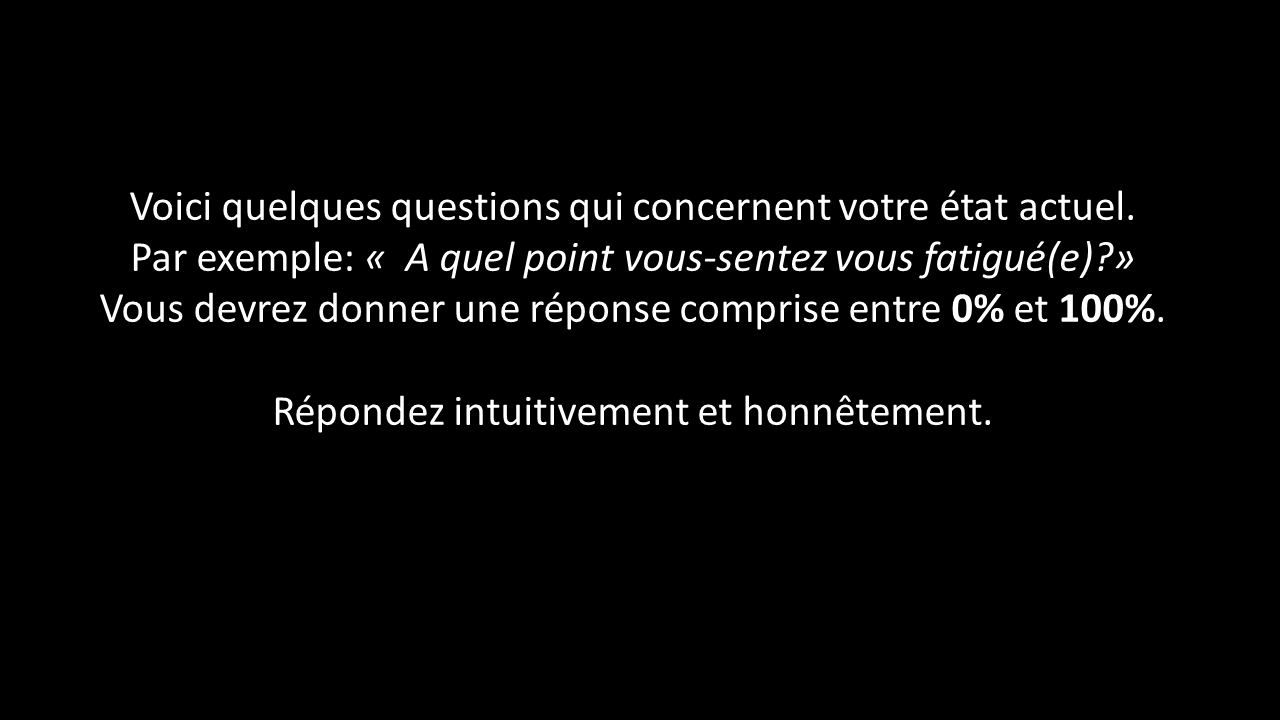 Voici quelques questions qui concernent votre état actuel.
Par exemple: «  A quel point vous-sentez vous fatigué(e)?»
Vous devrez donner une réponse comprise entre 0% et 100%.
Répondez intuitivement et honnêtement.